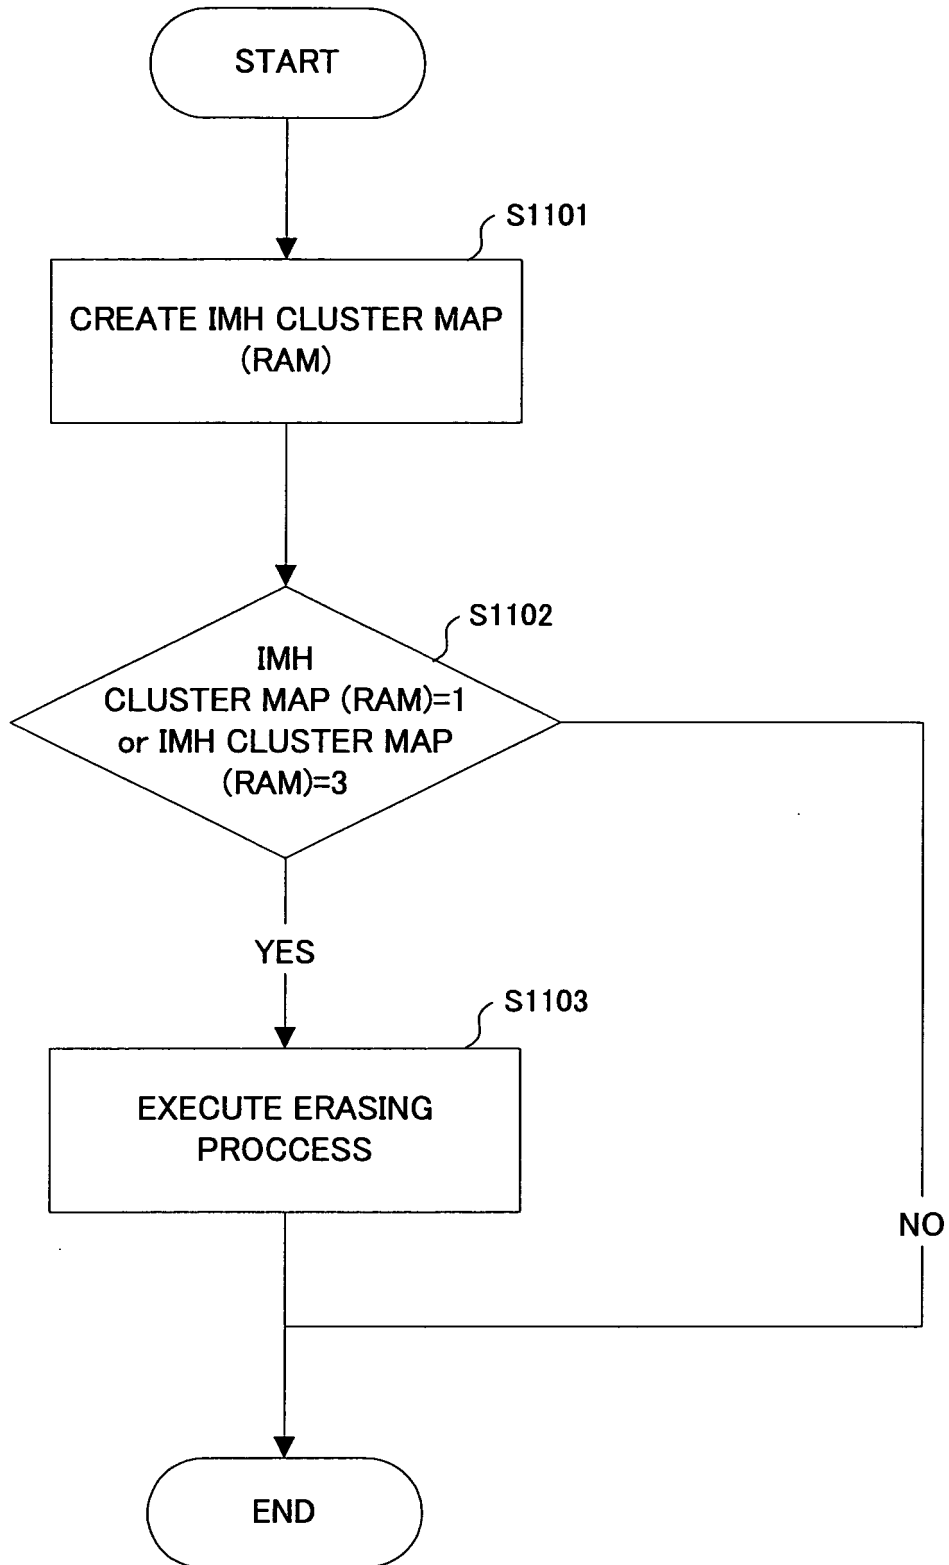 START
S1101
CREATE IMH CLUSTER MAP
(RAM)
S1102
IMH
CLUSTER MAP (RAM)=1
or IMH CLUSTER MAP
(RAM)=3
YES
S1103
EXECUTE ERASING
PROCCESS
NO
END